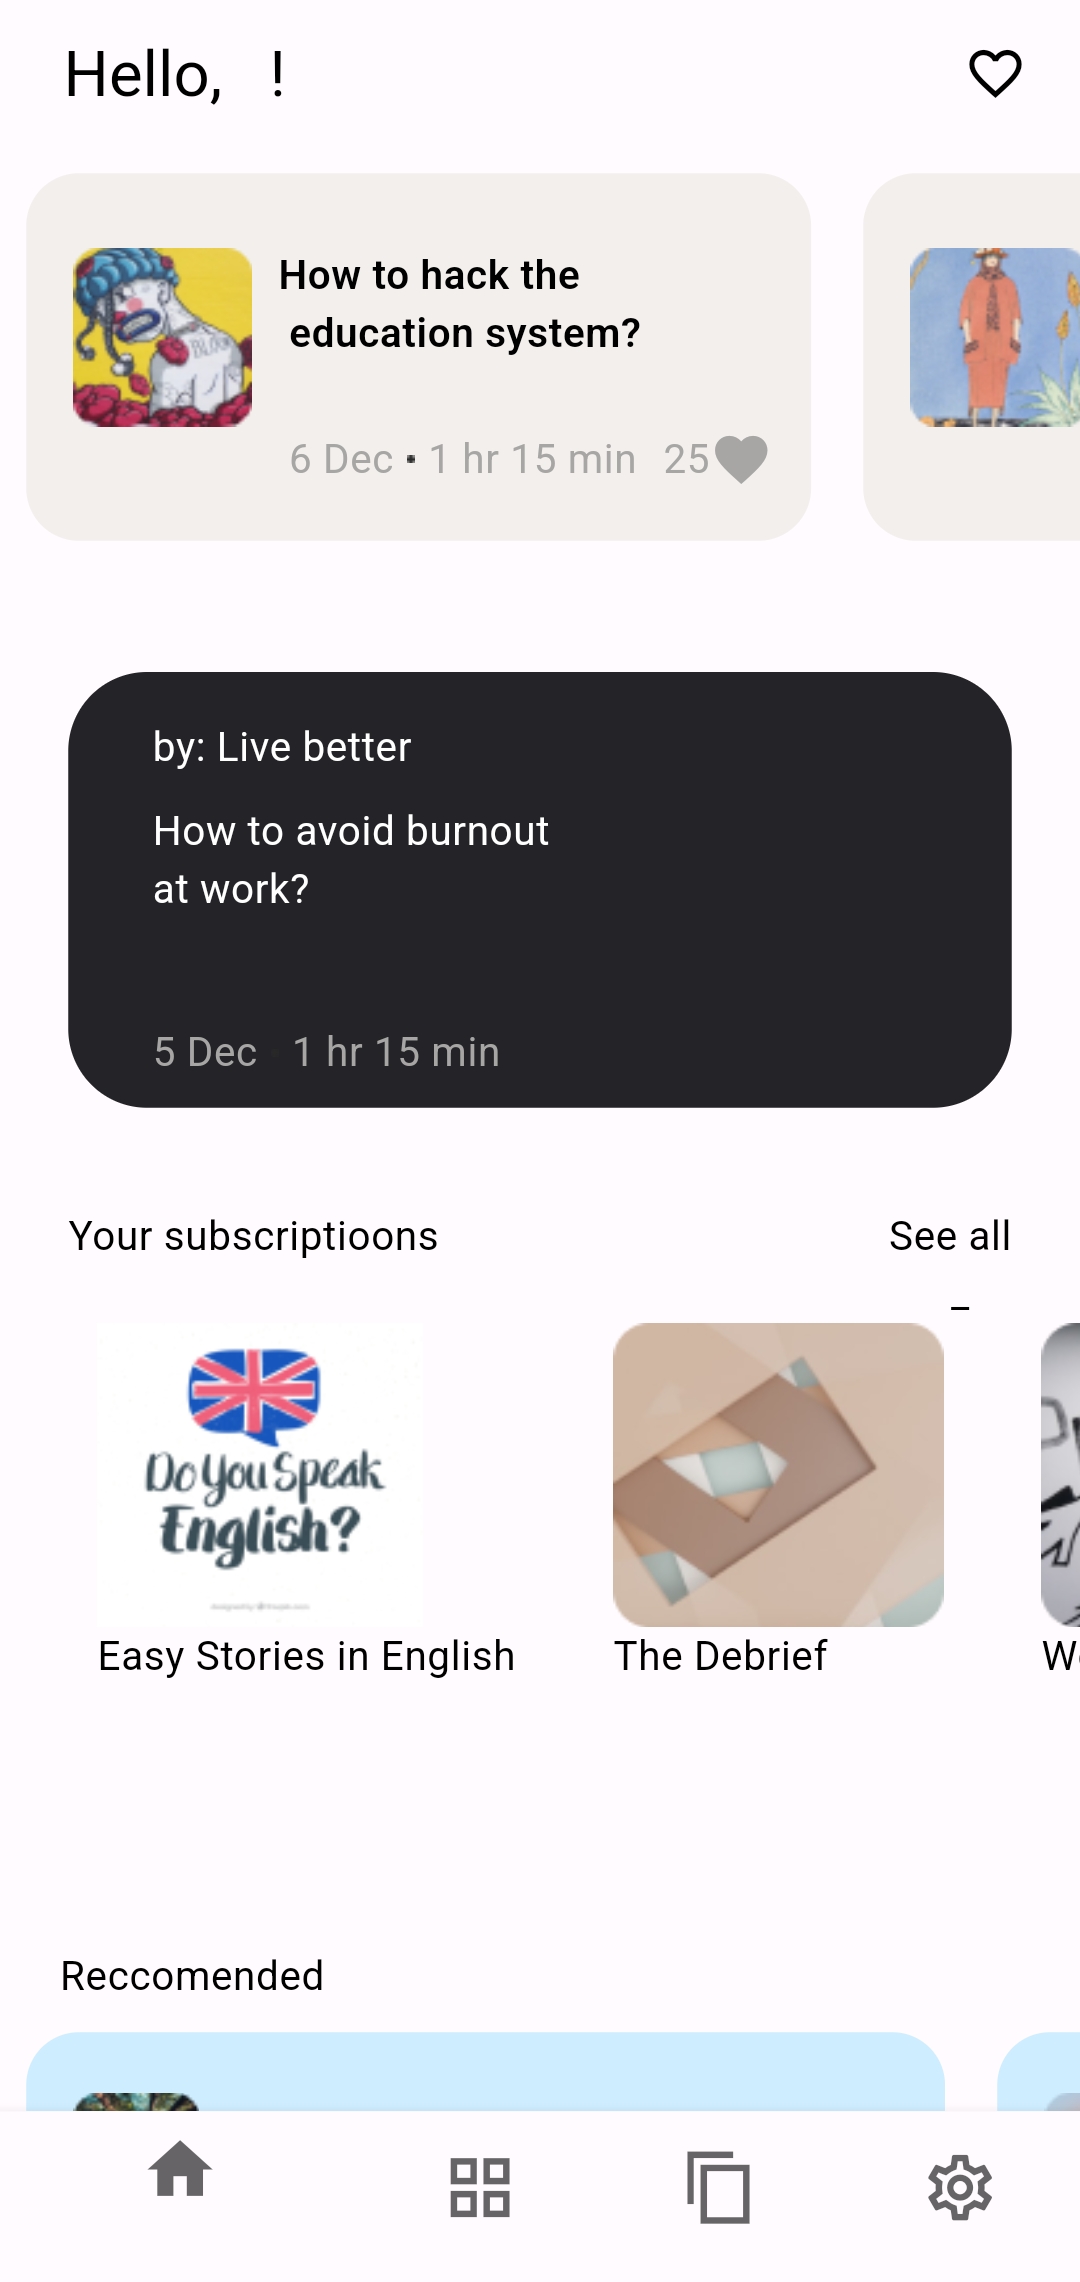 Hello, !
How to hack the
education system?
6 Dec • 1 hr 15 min 25
by: Live better
How to avoid burnout
at work?
5 Dec · 1 hr 15 min
Your subscriptioons
See all
Do You Speak
English?
Easy Stories in English
The Debrief
Reccomended